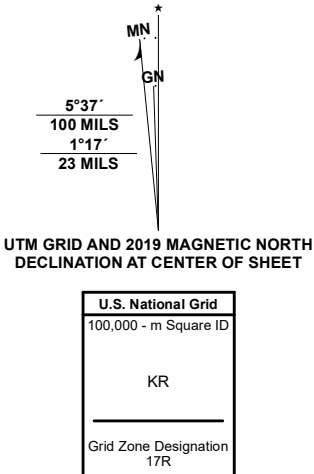 MN
GN
5°37´
100 MILS
1°17´
23 MILS
UTM GRID AND 2019 MAGNETIC NORTH
DECLINATION AT CENTER OF SHEET
U.S. National Grid
100,000 - m Square ID
KR
Grid Zone Designation
17R